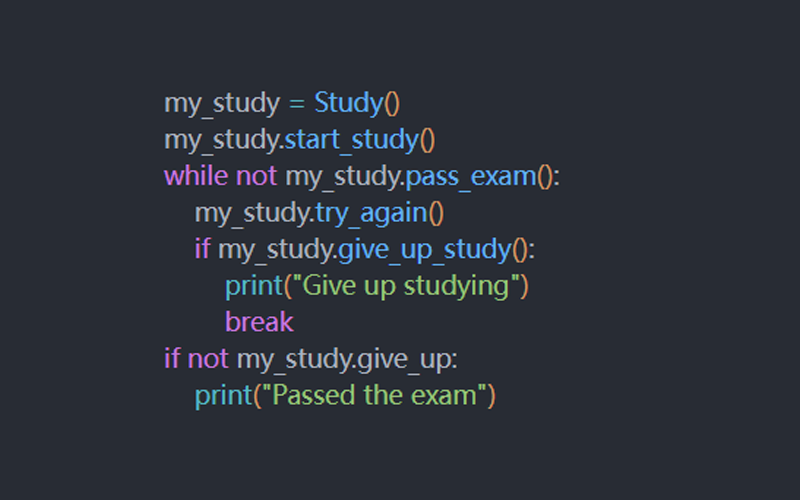 my_study = Study()
my_study.start_study()
while not my_study.pass_exam():
    my_study.try_again()
    if my_study.give_up_study():
        print("Give up studying")
        break
if not my_study.give_up:
    print("Passed the exam")